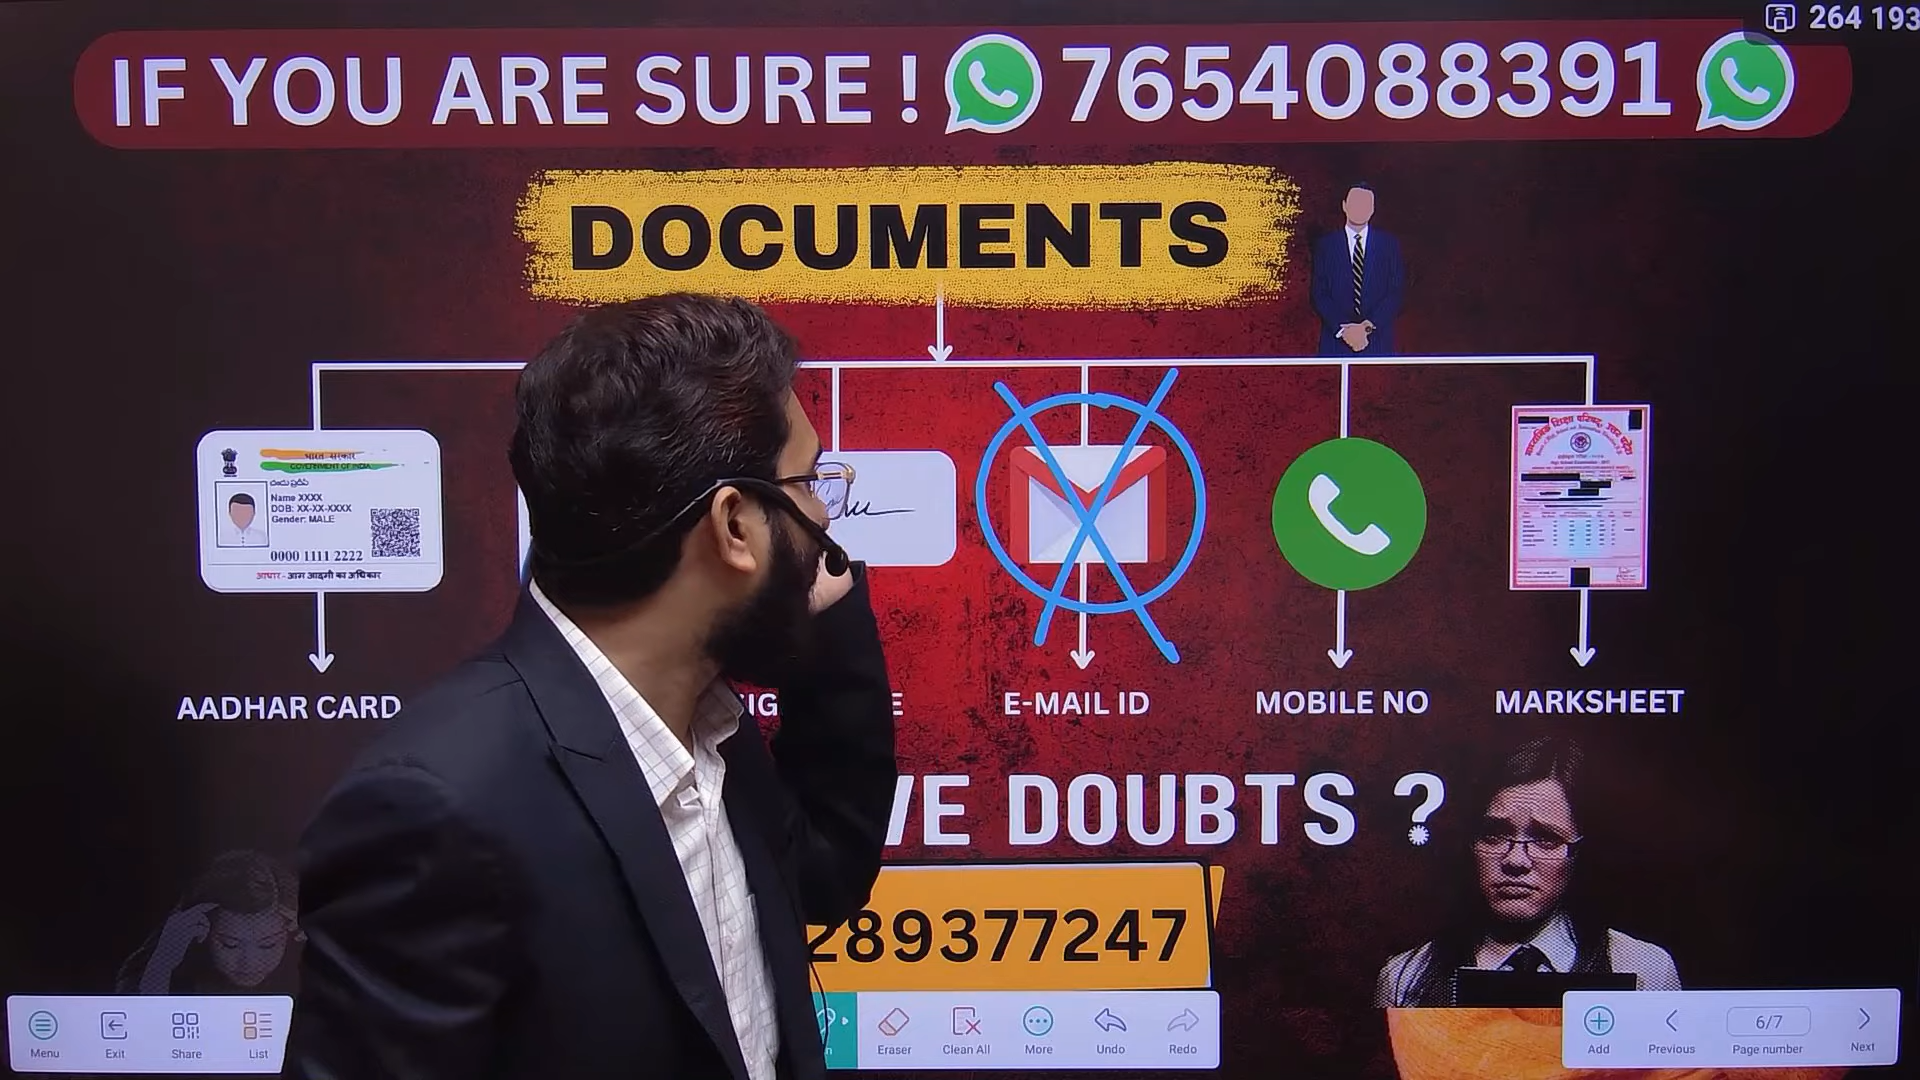 264 193
IF YOU ARE SURE ! 7654088391
DOCUMENTS
भारत सरकार
GOVERNMENT OF INDIA
Name XXXX
DOB: XX-XX-XXXX
Gender: MALE
0000 1111 2222
आधार - आम आदमी का अधिकार
AADHAR CARD
E-MAIL ID
MOBILE NO
MARKSHEET
DOUBTS ?
289377247
Menu
Exit
Share
List
Eraser
Clean All
More
Undo
Redo
Add
Previous
6/7
Page number
Next